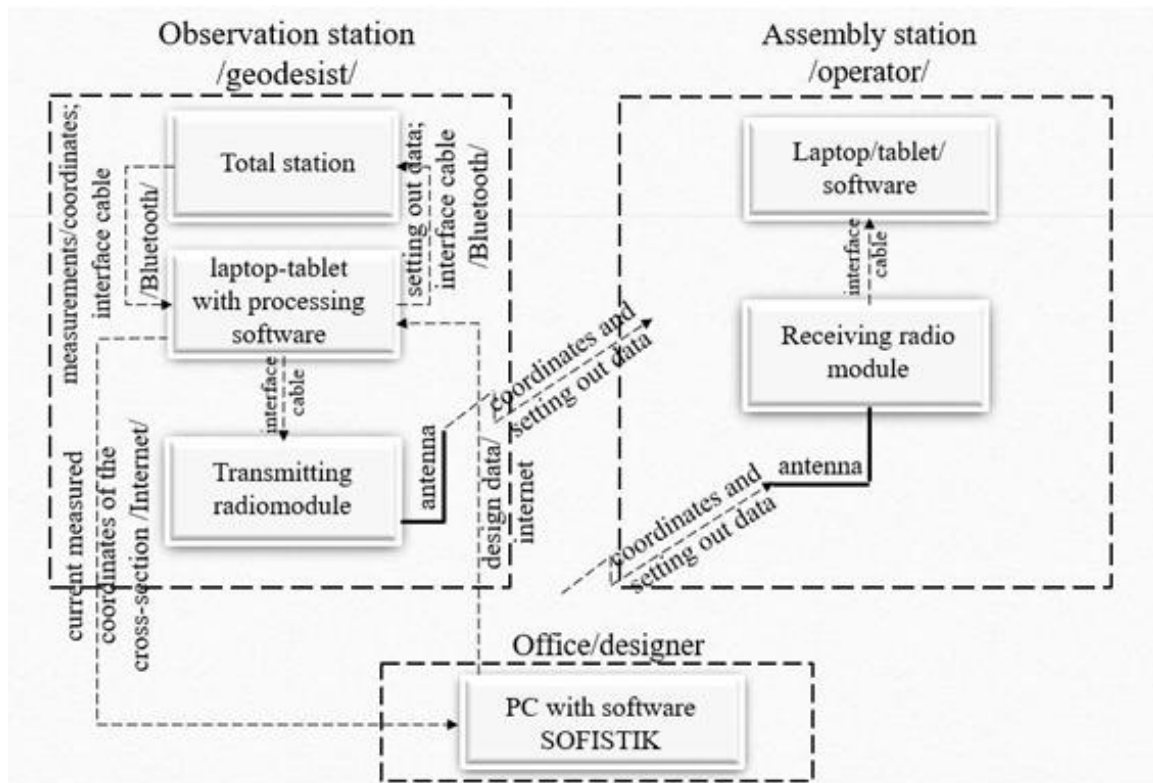 Observation station
/geodesist/
Assembly station
/operator/
measurements/coordinates;
interface cable
/Bluetooth/
Total station
setting out data;
interface cable
/Bluetooth/
laptop-tablet
with processing
software
interface
cable
Transmitting
radiomodule
antenna
coordinates and
setting out data
current measured
coordinates of the
cross-section /Internet/
design data/
internet
Laptop/tablet/
software
interface
cable
Receiving radio
module
antenna
coordinates and
setting out data
Office/designer
PC with software
SOFISTIK